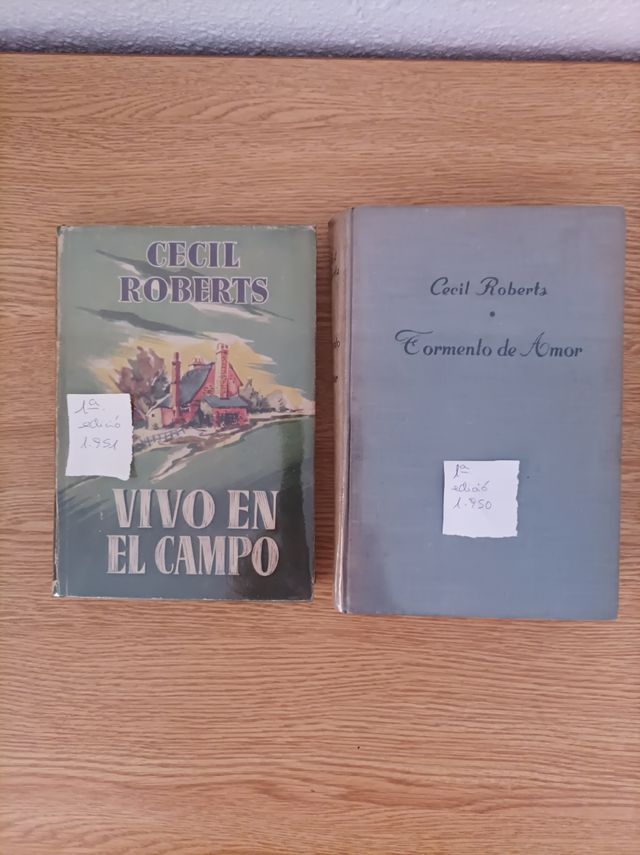 CECIL
ROBERTS
1ª
edició
1.951
VIVO EN
EL CAMPO
Cecil Roberts
•
Tormento de Amor
1ª
edició
1.950